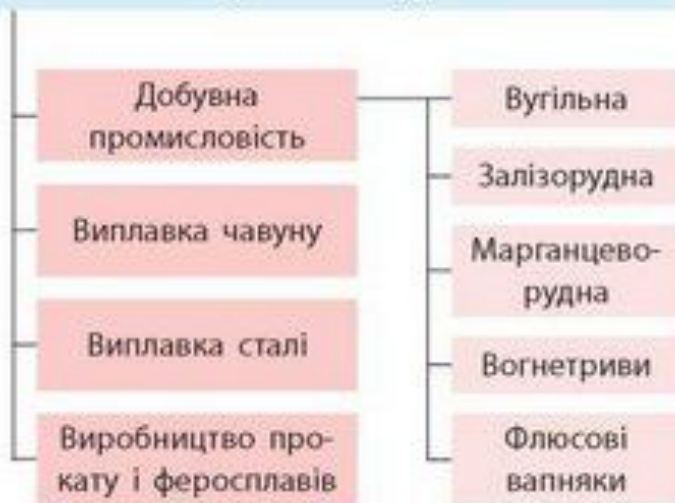 Добувна
промисловість
Виплавка чавуну
Виплавка сталі
Виробництво про-
кату і феросплавів
Вугільна
Залізорудна
Марганцево-
рудна
Вогнетриви
Флюсові
вапняки